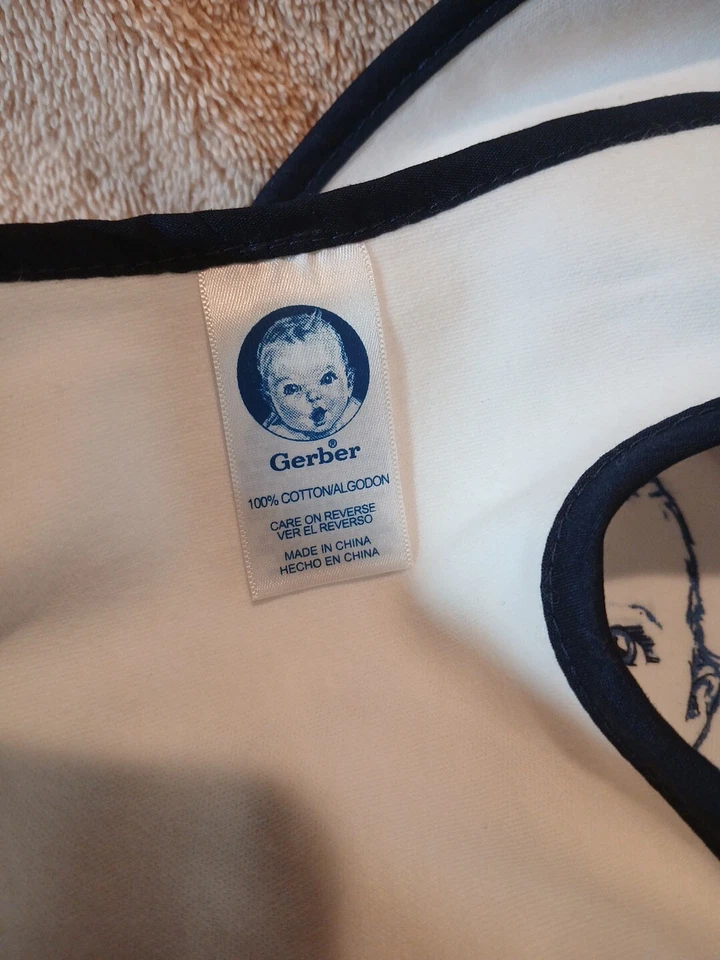 Gerber®
100% COTTON/ALGODON
CARE ON REVERSE
VER EL REVERSO
MADE IN CHINA
HECHO EN CHINA